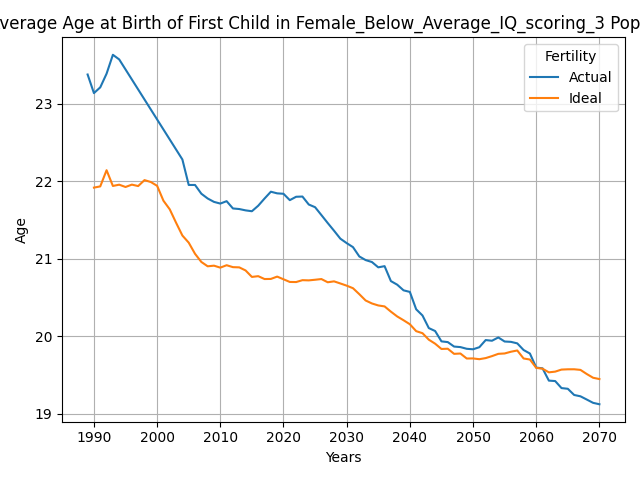 verage Age at Birth of First Child in Female_Below_Average_IQ_scoring_3 Pop
Fertility
Actual
Ideal
Age
23
22
21
20
19
1990 2000 2010 2020 2030 2040 2050 2060 2070
Years